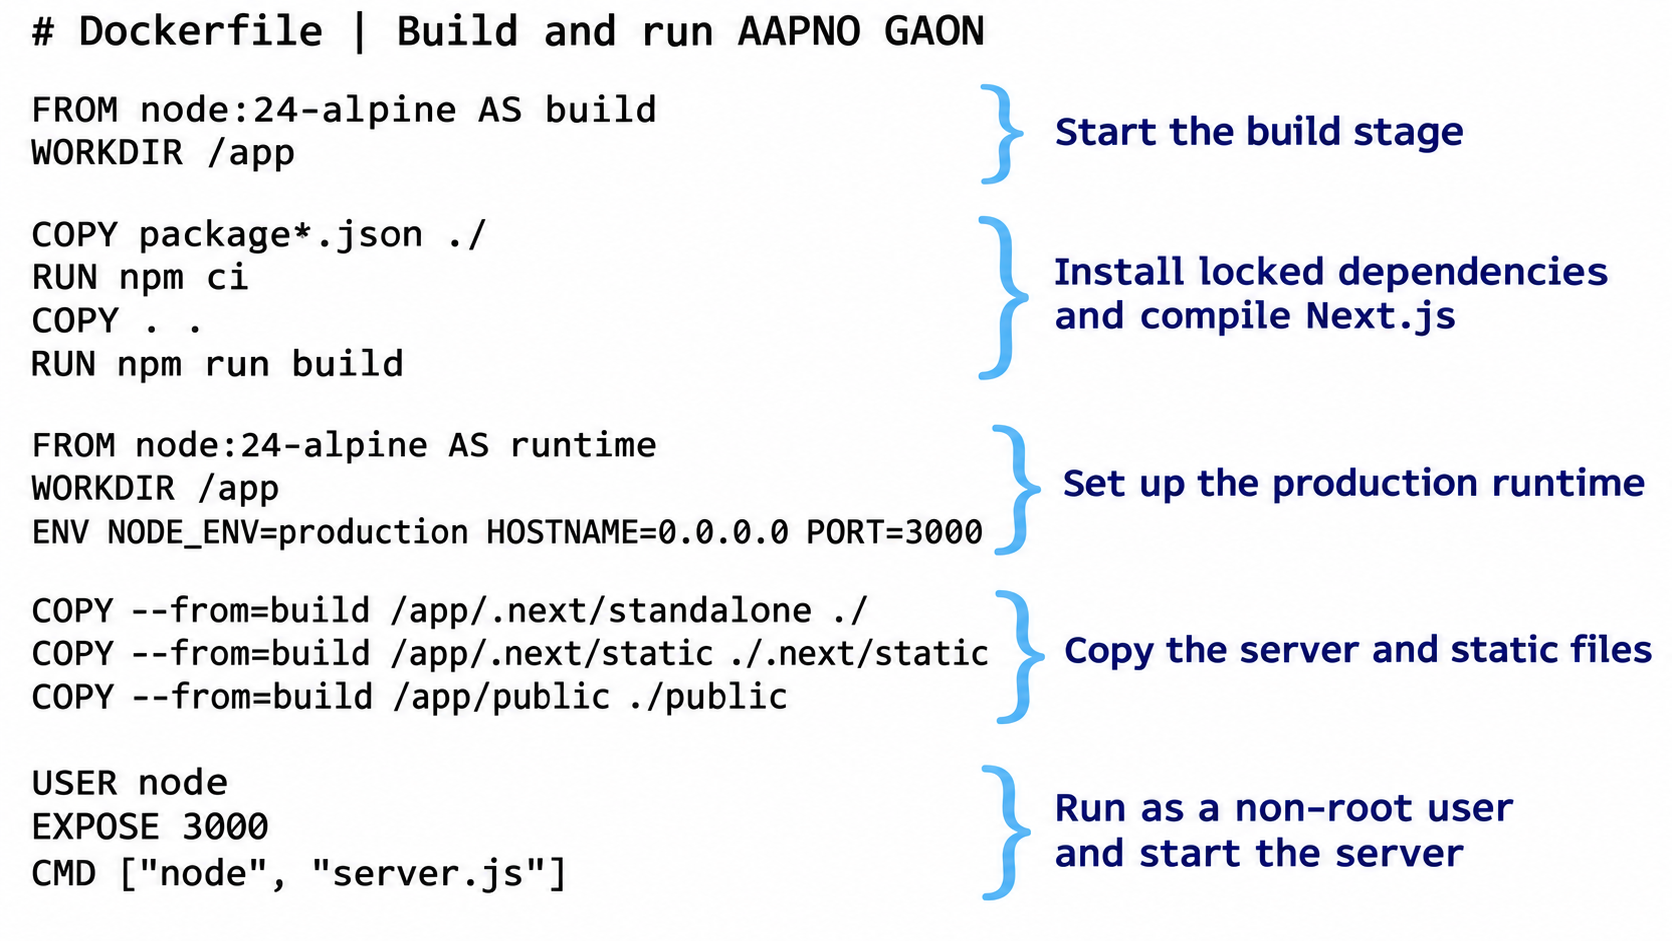 # Dockerfile | Build and run AAPNO GAON
FROM node:24-alpine AS build
WORKDIR /app
Start the build stage
COPY package*.json ./
RUN npm ci
COPY . .
RUN npm run build
Install locked dependencies
and compile Next.js
FROM node:24-alpine AS runtime
WORKDIR /app
ENV NODE_ENV=production HOSTNAME=0.0.0.0 PORT=3000
Set up the production runtime
COPY --from=build /app/.next/standalone ./
COPY --from=build /app/.next/static ./.next/static
COPY --from=build /app/public ./public
Copy the server and static files
USER node
EXPOSE 3000
CMD ["node", "server.js"]
Run as a non-root user
and start the server